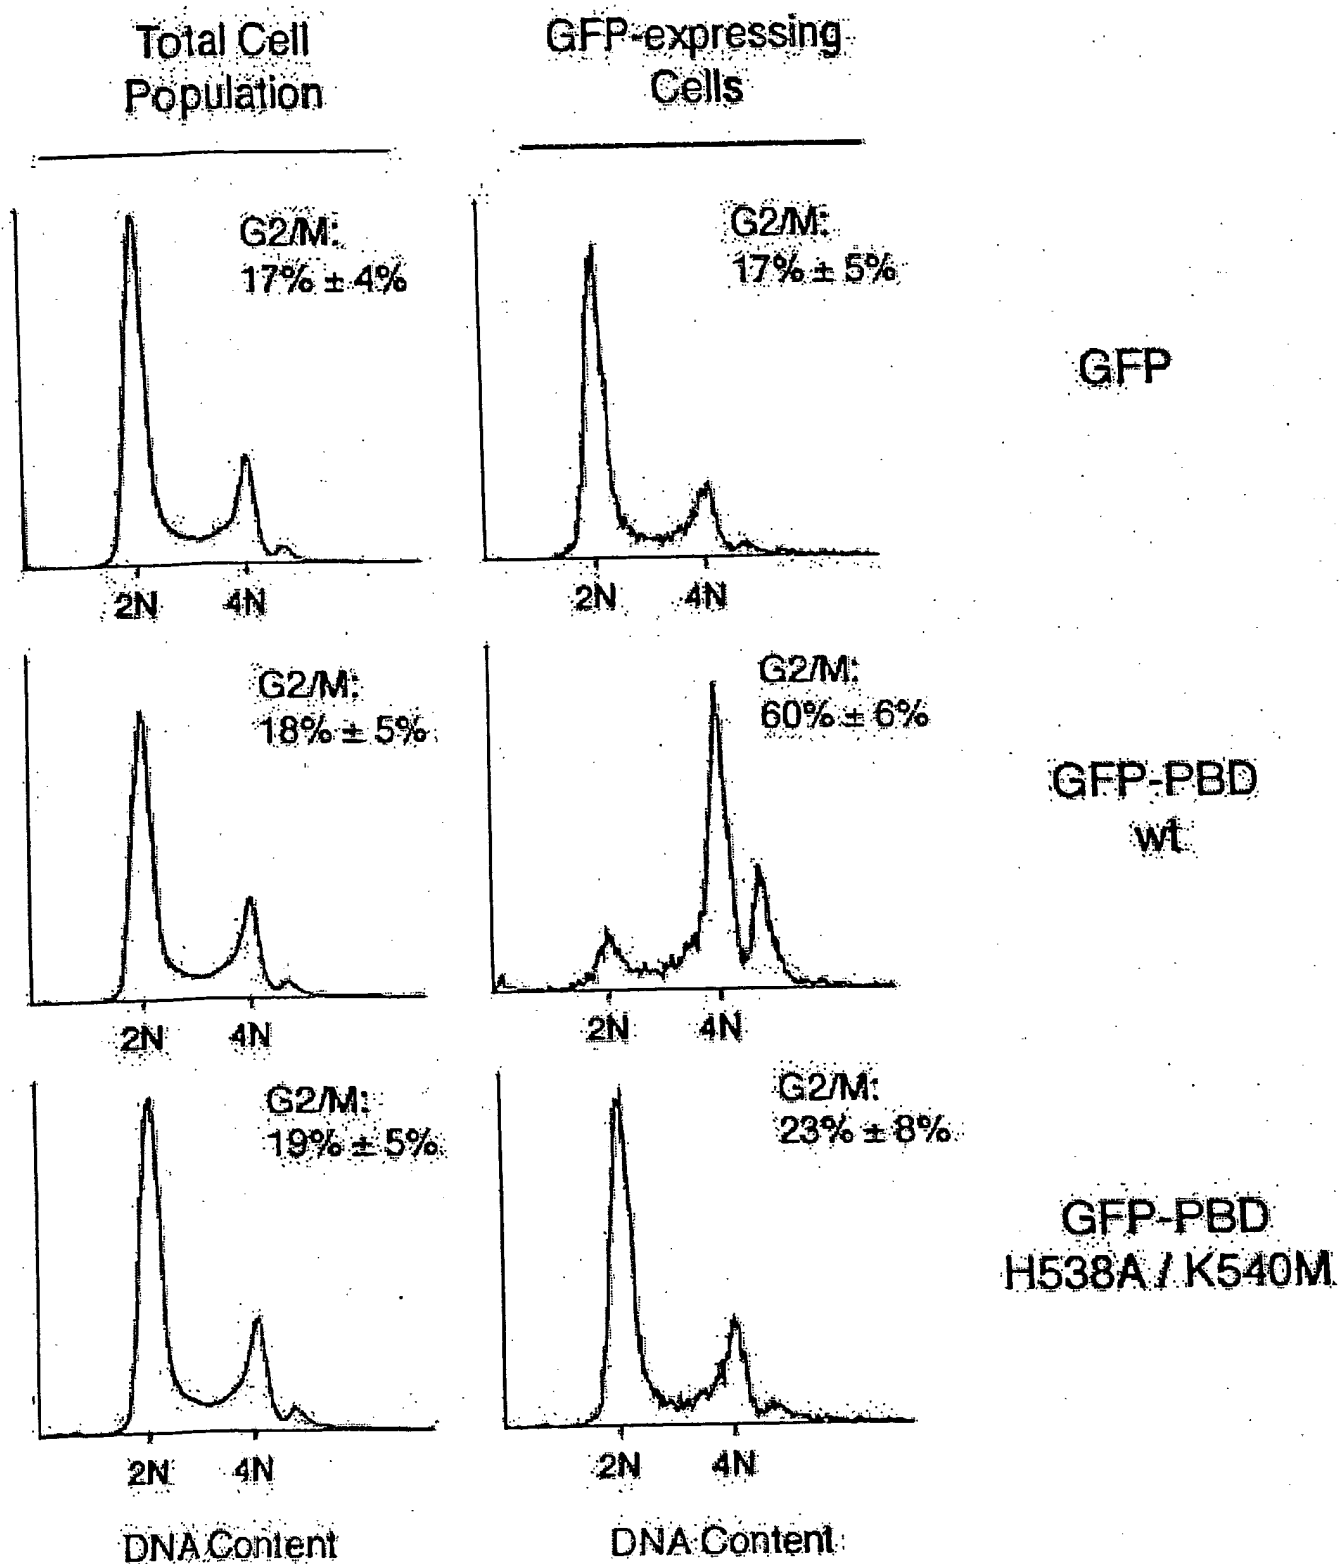 Total Cell
Population
GFP-expressing
Cells
G2/M:
17% ± 4%
2N 4N
G2/M:
17% ± 5%
2N 4N
GFP
G2/M:
18% ± 5%
2N 4N
G2/M:
60% ± 6%
2N 4N
GFP-PBD
wt
G2/M:
19% ± 5%
2N 4N
DNA Content
G2/M:
23% ± 8%
2N 4N
DNA Content
GFP-PBD
H538A / K540M